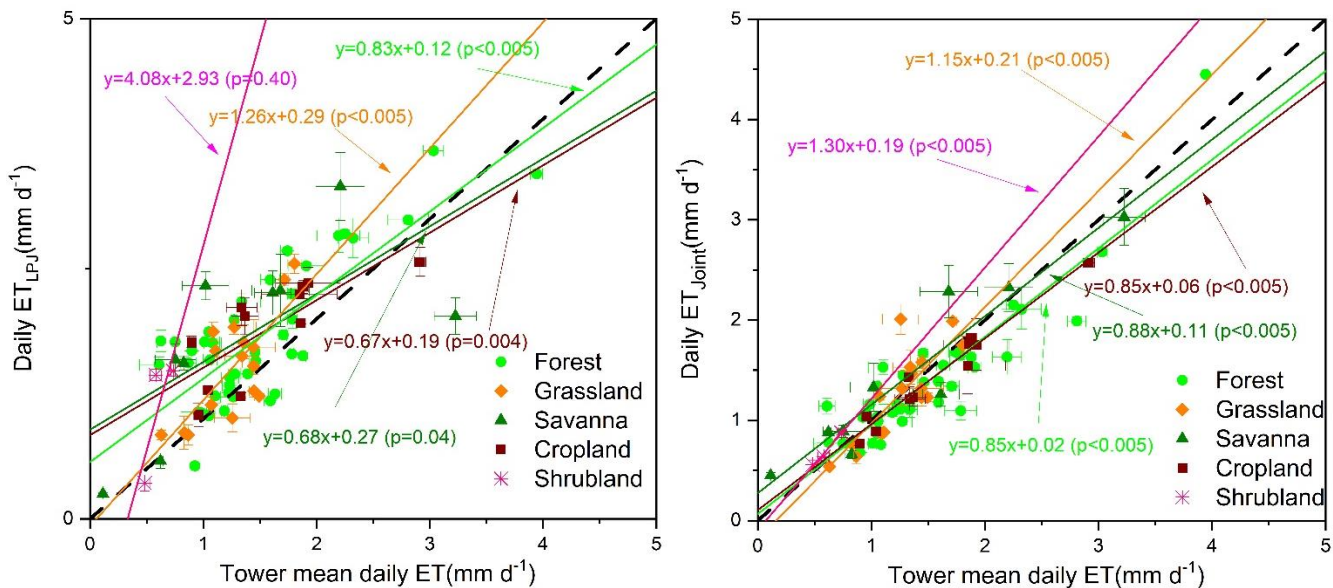 5
y=0.83x+0.12 (p<0.005)
y=4.08x+2.93 (p=0.40)
y=1.26x+0.29 (p<0.005)
Daily ET_LPJ(mm d⁻¹)
y=0.67x+0.19 (p=0.004)
Forest
Grassland
Savanna
y=0.68x+0.27 (p=0.04)
Cropland
Shrubland
0
0 1 2 3 4 5
Tower mean daily ET(mm d⁻¹)
5
y=1.15x+0.21 (p<0.005)
4
y=1.30x+0.19 (p<0.005)
3
Daily ET_Joint(mm d⁻¹)
y=0.85x+0.06 (p<0.005)
2
y=0.88x+0.11 (p<0.005)
Forest
Grassland
1
Savanna
y=0.85x+0.02 (p<0.005)
Cropland
Shrubland
0
0 1 2 3 4 5
Tower mean daily ET(mm d⁻¹)